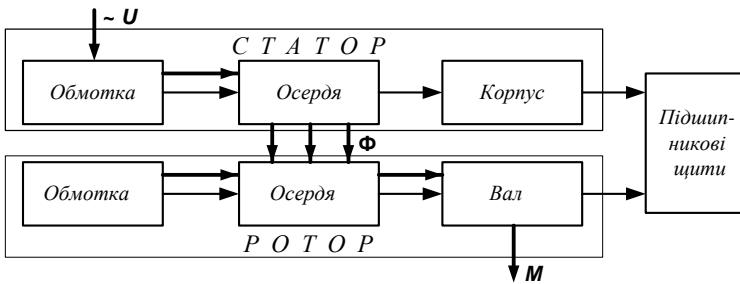 ~ U
С Т А Т О Р
Обмотка
Осердя
Корпус
Підшип-
никові
щити
Ф
Обмотка
Осердя
Вал
Р О Т О Р
М